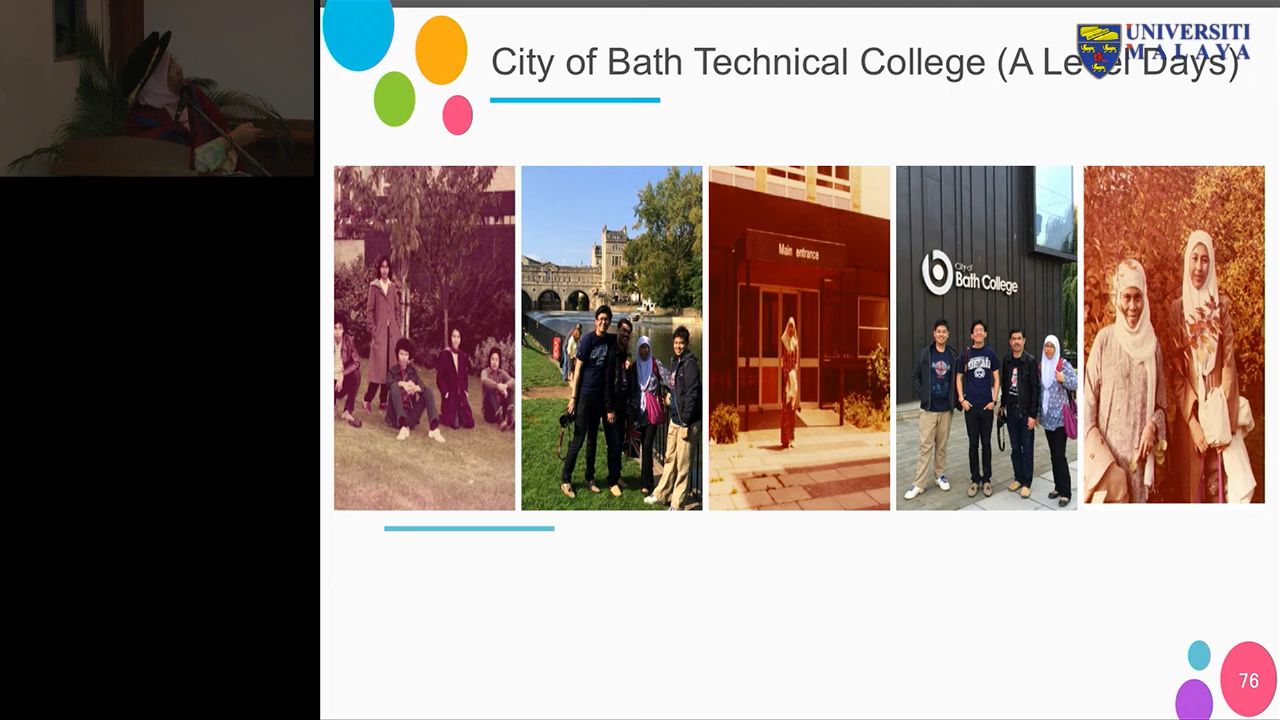 City of Bath Technical College (A Level Days)
UNIVERSITI
MALAYA
Main entrance
City of
Bath College
76